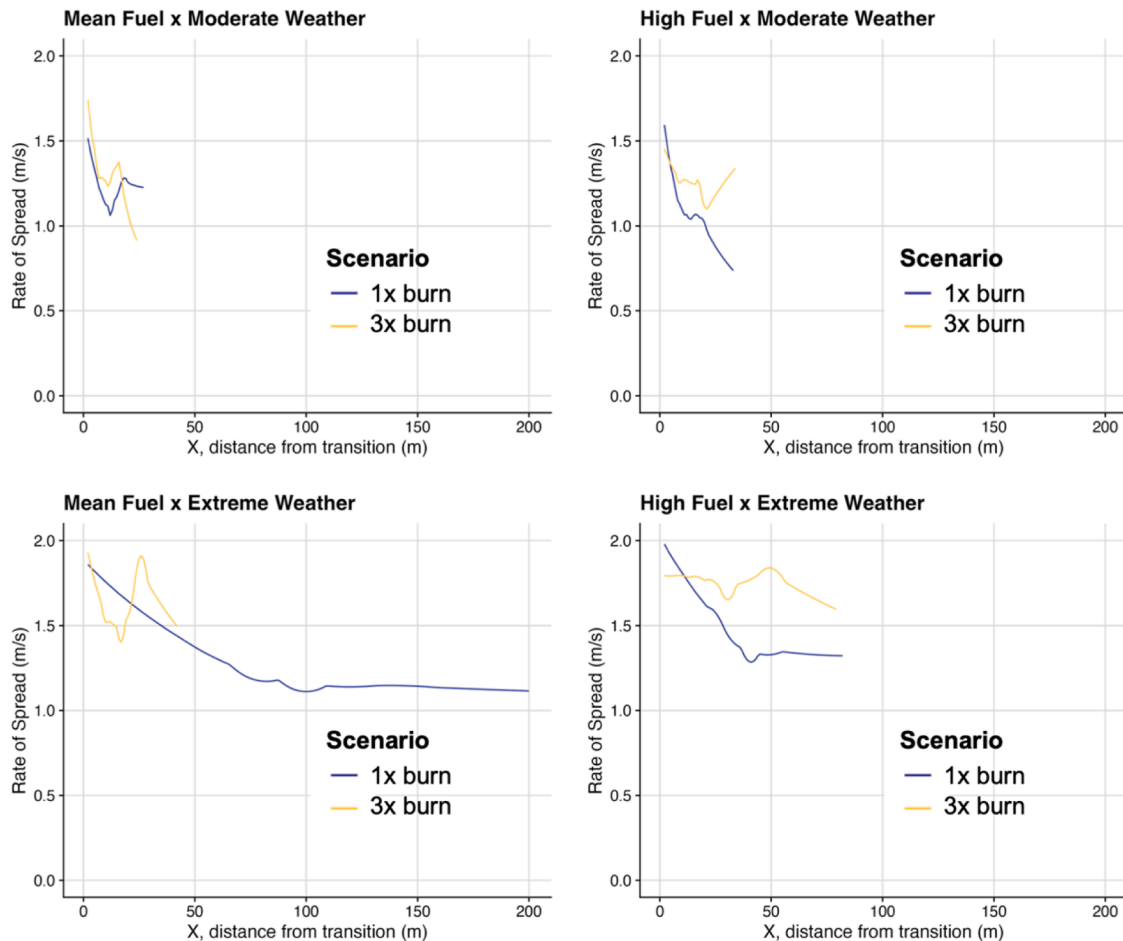 Mean Fuel x Moderate Weather
2.0
1.5
1.0
0.5
0.0
Rate of Spread (m/s)
Scenario
1x burn
3x burn
0 50 100 150 200
X, distance from transition (m)
High Fuel x Moderate Weather
2.0
1.5
1.0
0.5
0.0
Rate of Spread (m/s)
Scenario
1x burn
3x burn
0 50 100 150 200
X, distance from transition (m)
Mean Fuel x Extreme Weather
2.0
1.5
1.0
0.5
0.0
Rate of Spread (m/s)
Scenario
1x burn
3x burn
0 50 100 150 200
X, distance from transition (m)
High Fuel x Extreme Weather
2.0
1.5
1.0
0.5
0.0
Rate of Spread (m/s)
Scenario
1x burn
3x burn
0 50 100 150 200
X, distance from transition (m)